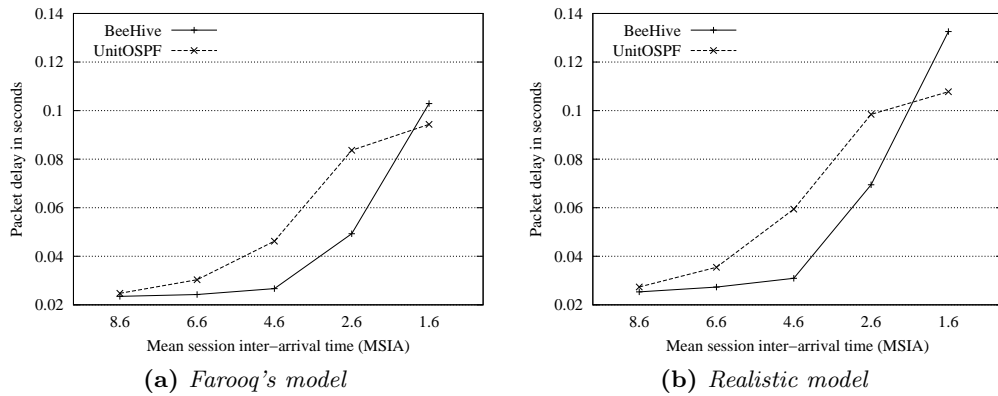 0.14
0.12
0.1
0.08
0.06
0.04
0.02
Packet delay in seconds
BeeHive
UnitOSPF
8.6 6.6 4.6 2.6 1.6
Mean session inter−arrival time (MSIA)
(a) Farooq's model
0.14
0.12
0.1
0.08
0.06
0.04
0.02
Packet delay in seconds
BeeHive
UnitOSPF
8.6 6.6 4.6 2.6 1.6
Mean session inter−arrival time (MSIA)
(b) Realistic model